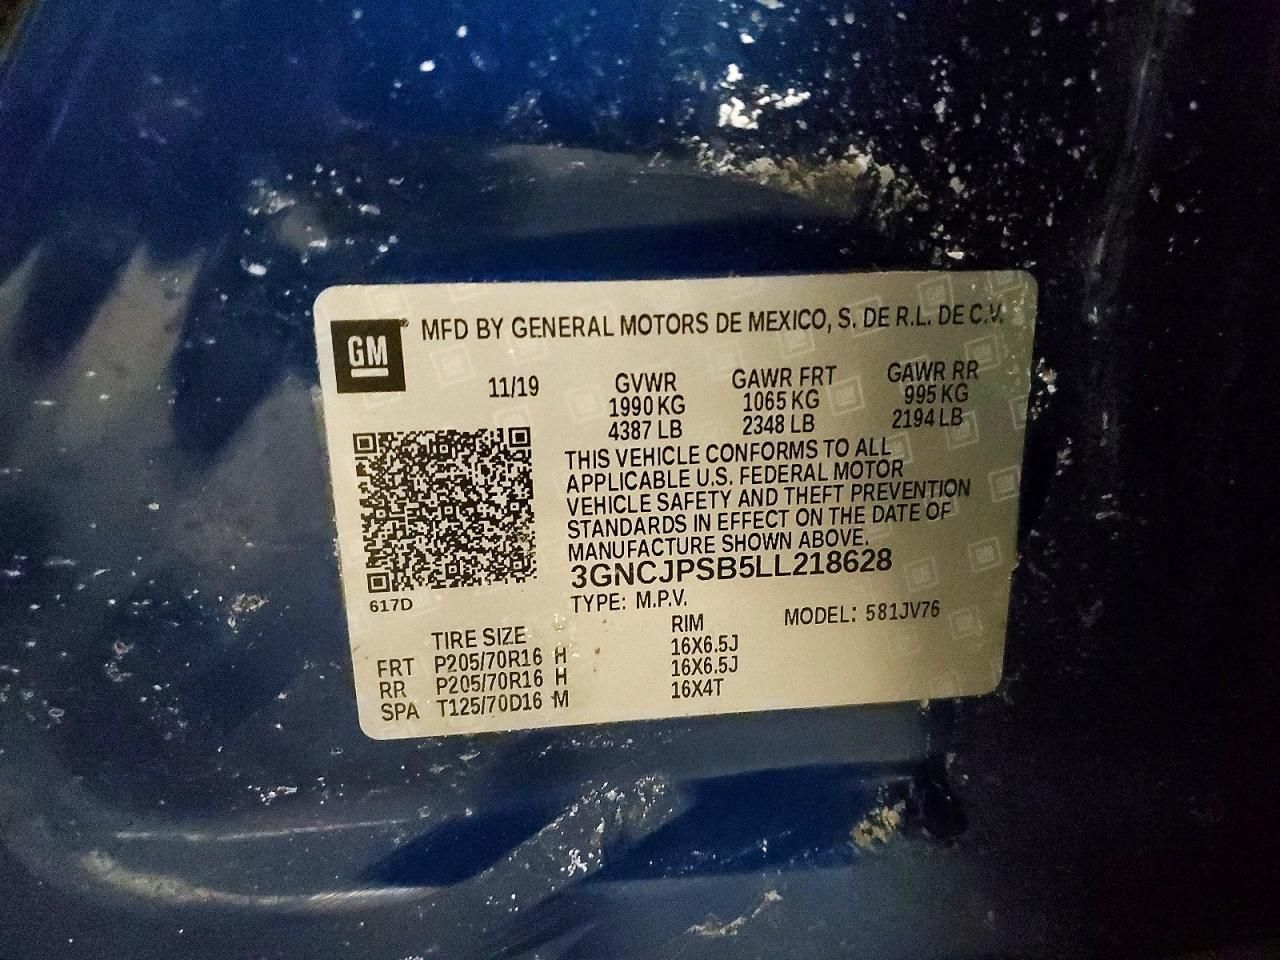 GM
MFD BY GENERAL MOTORS DE MEXICO, S. DE R.L. DE C.V.
11/19 GVWR GAWR FRT GAWR RR
1990 KG 1065 KG 995 KG
4387 LB 2348 LB 2194 LB
THIS VEHICLE CONFORMS TO ALL
APPLICABLE U.S. FEDERAL MOTOR
VEHICLE SAFETY AND THEFT PREVENTION
STANDARDS IN EFFECT ON THE DATE OF
MANUFACTURE SHOWN ABOVE.
3GNCJPSB5LL218628
617D
TYPE: M.P.V. MODEL: 581JV76
TIRE SIZE RIM
FRT P205/70R16 H 16X6.5J
RR P205/70R16 H 16X6.5J
SPA T125/70D16 M 16X4T